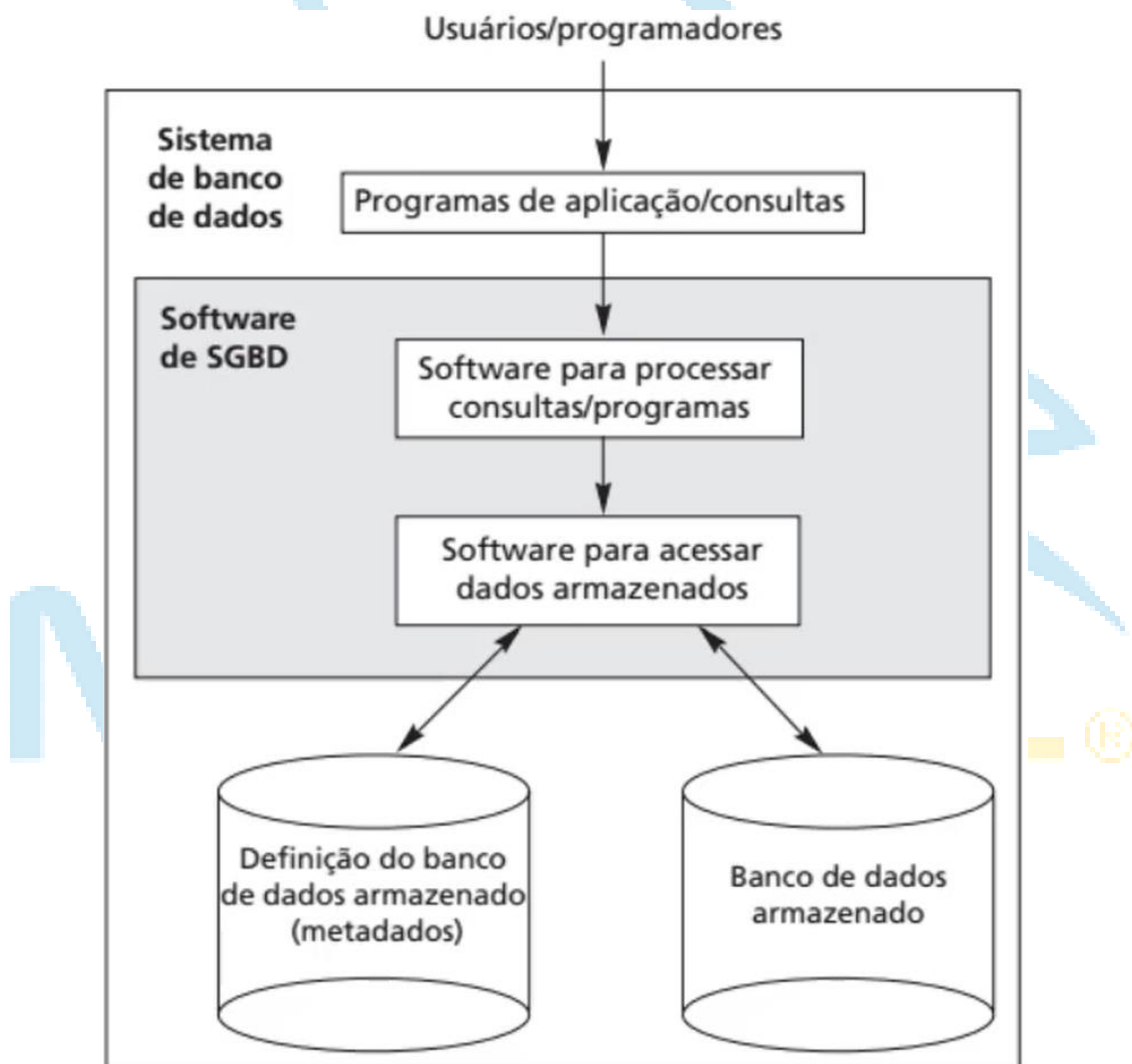 Usuários/programadores
Sistema
de banco
de dados
Programas de aplicação/consultas
Software
de SGBD
Software para processar
consultas/programas
Software para acessar
dados armazenados
Definição do banco
de dados armazenado
(metadados)
Banco de dados
armazenado
®